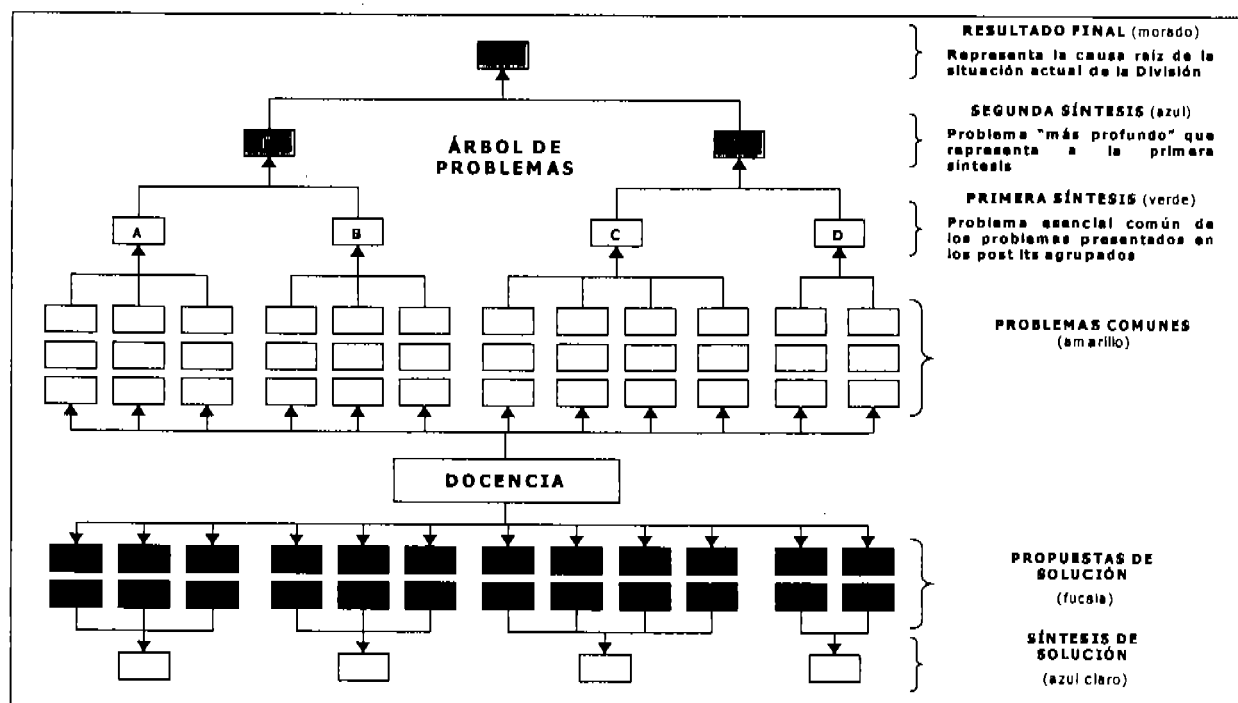 RESULTADO FINAL (morado)
Representa la causa raíz de la
situación actual de la División
SEGUNDA SÍNTESIS (azul)
Problema "más profundo" que
representa a la primera
síntesis
ÁRBOL DE
PROBLEMAS
PRIMERA SÍNTESIS (verde)
Problema esencial común de
los problemas presentados en
los post its agrupados
A
B
C
D
PROBLEMAS COMUNES
(amarillo)
DOCENCIA
PROPUESTAS DE
SOLUCIÓN
(fucsia)
SÍNTESIS DE
SOLUCIÓN
(azul claro)